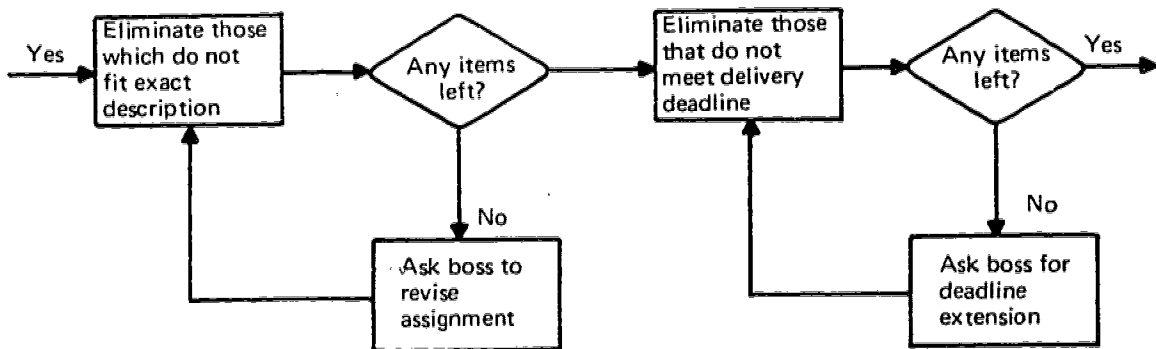 Yes
Eliminate those
which do not
fit exact
description
Any items
left?
No
Ask boss to
revise
assignment
Eliminate those
that do not
meet delivery
deadline
Any items
left?
Yes
No
Ask boss for
deadline
extension